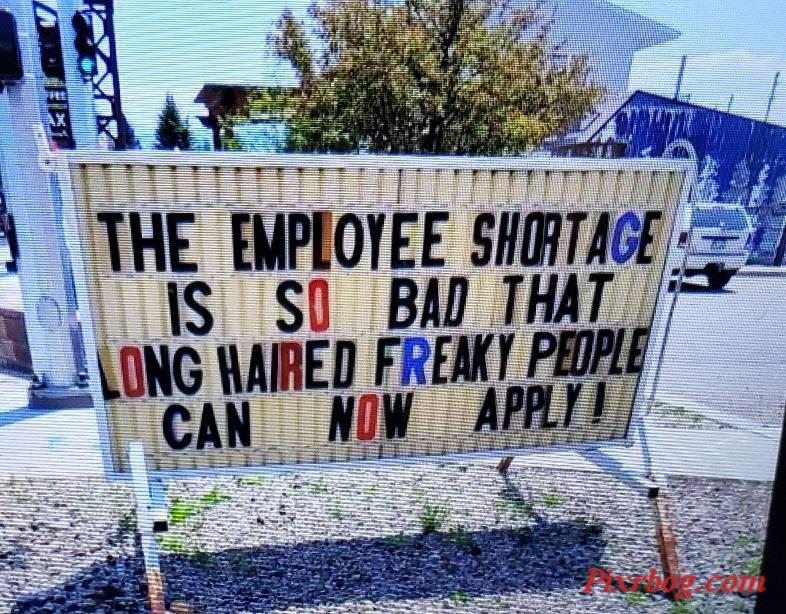 THE EMPLOYEE SHORTAGE
IS SO BAD THAT
LONG HAIRED FREAKY PEOPLE
CAN NOW APPLY!
Pixrbog.com